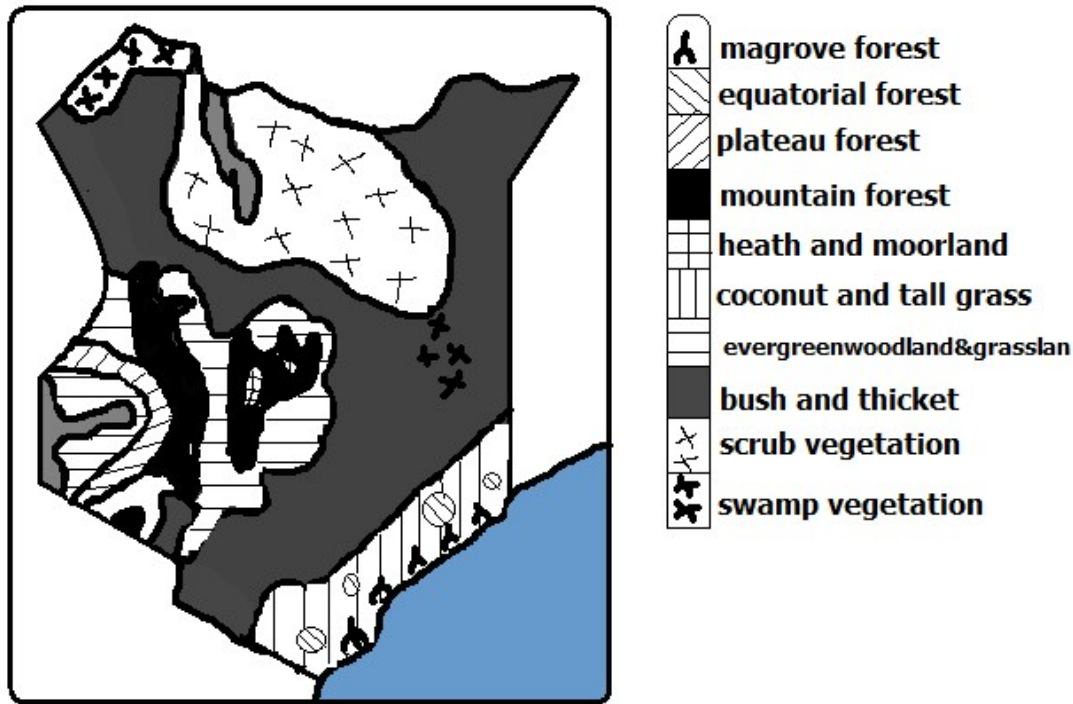 magrove forest
equatorial forest
plateau forest
mountain forest
heath and moorland
coconut and tall grass
evergreenwoodland&grasslan
bush and thicket
scrub vegetation
swamp vegetation